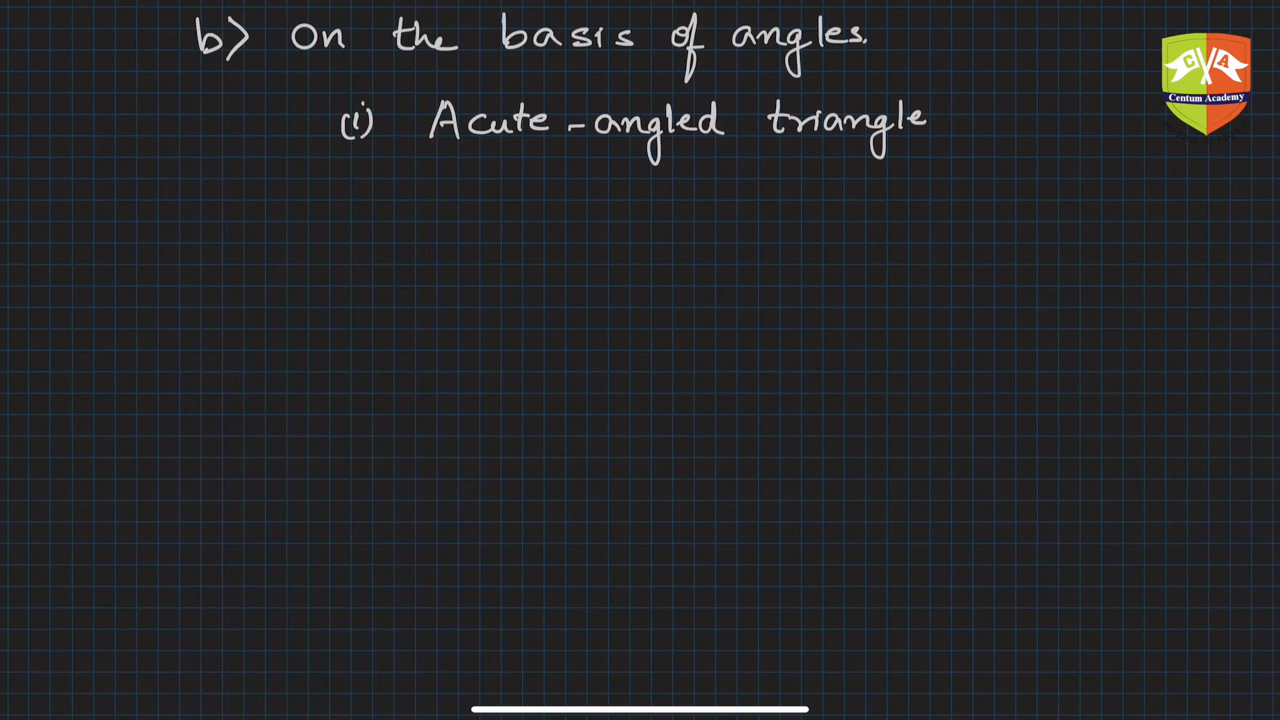 b> On the basis of angles.
(i) Acute-angled triangle
C A
Centum Academy